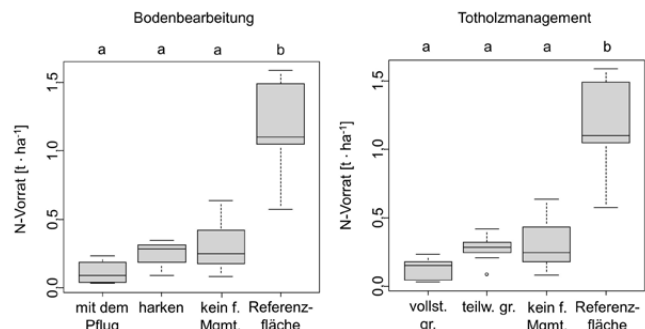 Bodenbearbeitung
a a a b
N-Vorrat [t · ha⁻¹]
1.5
1.0
0.5
0.0
mit dem harken kein f. Referenz-
Pflug Mgmt. fläche
Totholzmanagement
a a a b
N-Vorrat [t · ha⁻¹]
1.5
1.0
0.5
0.0
vollst. teilw. gr. kein f. Referenz-
gr. Mgmt. fläche